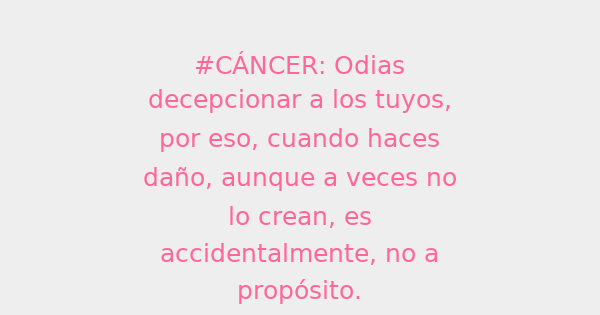 #CÁNCER: Odias
decepcionar a los tuyos,
por eso, cuando haces
daño, aunque a veces no
lo crean, es
accidentalmente, no a
propósito.